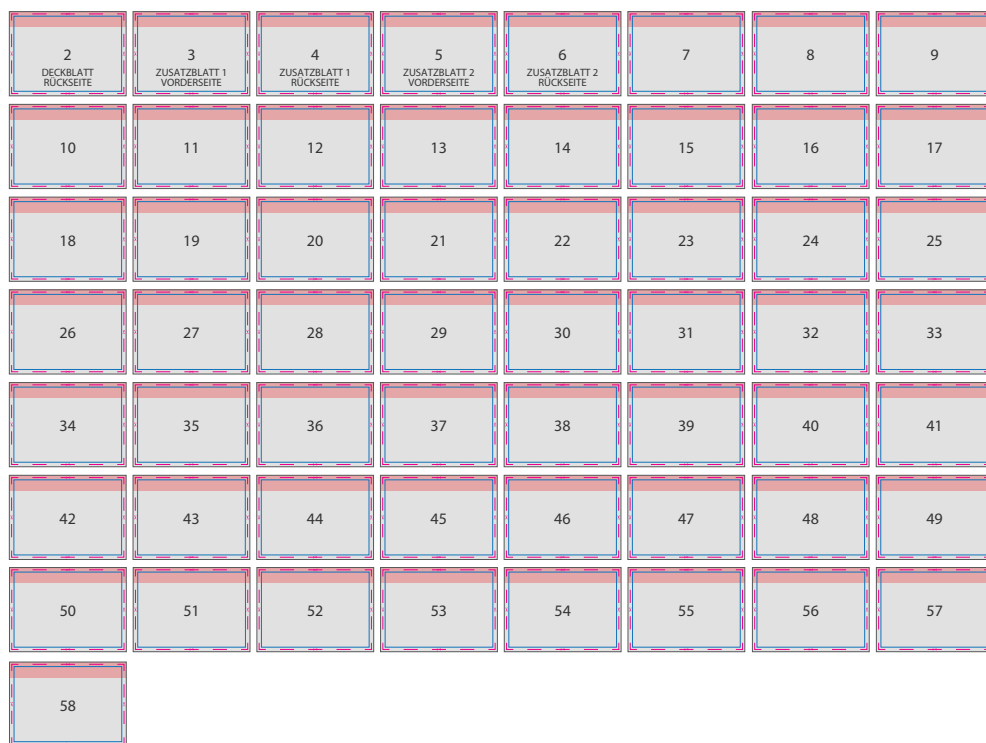 2 3 4 5 6 7 8 9
DECKBLATT ZUSATZBLATT 1 ZUSATZBLATT 1 ZUSATZBLATT 2 ZUSATZBLATT 2
RÜCKSEITE VORDERSEITE RÜCKSEITE VORDERSEITE RÜCKSEITE
10 11 12 13 14 15 16 17
18 19 20 21 22 23 24 25
26 27 28 29 30 31 32 33
34 35 36 37 38 39 40 41
42 43 44 45 46 47 48 49
50 51 52 53 54 55 56 57
58